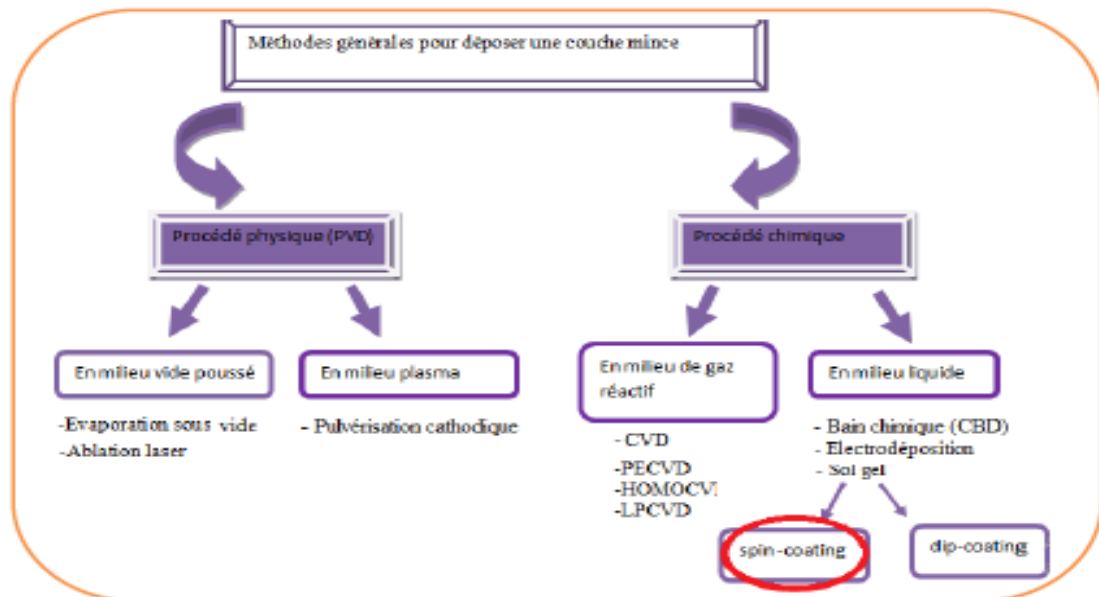 Méthodes générales pour déposer une couche mince
Procédé physique (PVD)
Procédé chimique
En milieu vide poussé
En milieu plasma
En milieu de gaz
réactif
En milieu liquide
-Evaporation sous vide
-Ablation laser
- Pulvérisation cathodique
- CVD
-PECVD
-HOMOCVI
-LPCVD
- Bain chimique (CBD)
- Electrodéposition
- Sol gel
spin-coating
dip-coating